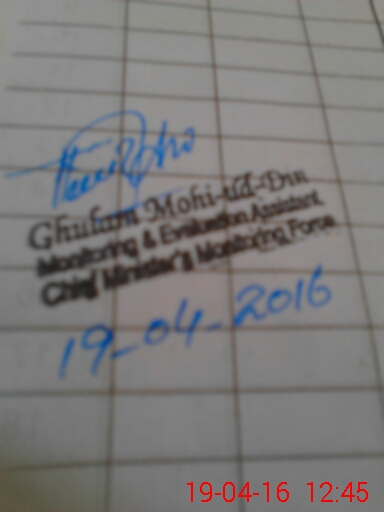 Ghulam Mohi-ud-Din
Monitoring & Evaluation Assistant
Chief Minister's Monitoring Force
19-04-2016
19-04-16 12:45